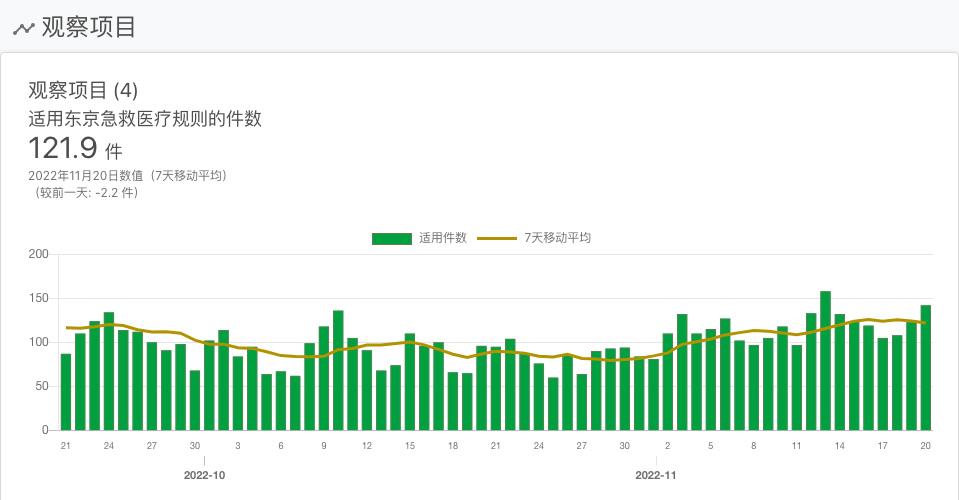 观察项目
观察项目 (4)
适用东京急救医疗规则的件数
121.9 件
2022年11月20日数值（7天移动平均）
（较前一天: -2.2 件）
适用件数 7天移动平均
200
150
100
50
0
21 24 27 30 3 6 9 12 15 18 21 24 27 30 2 5 8 11 14 17 20
2022-10 2022-11